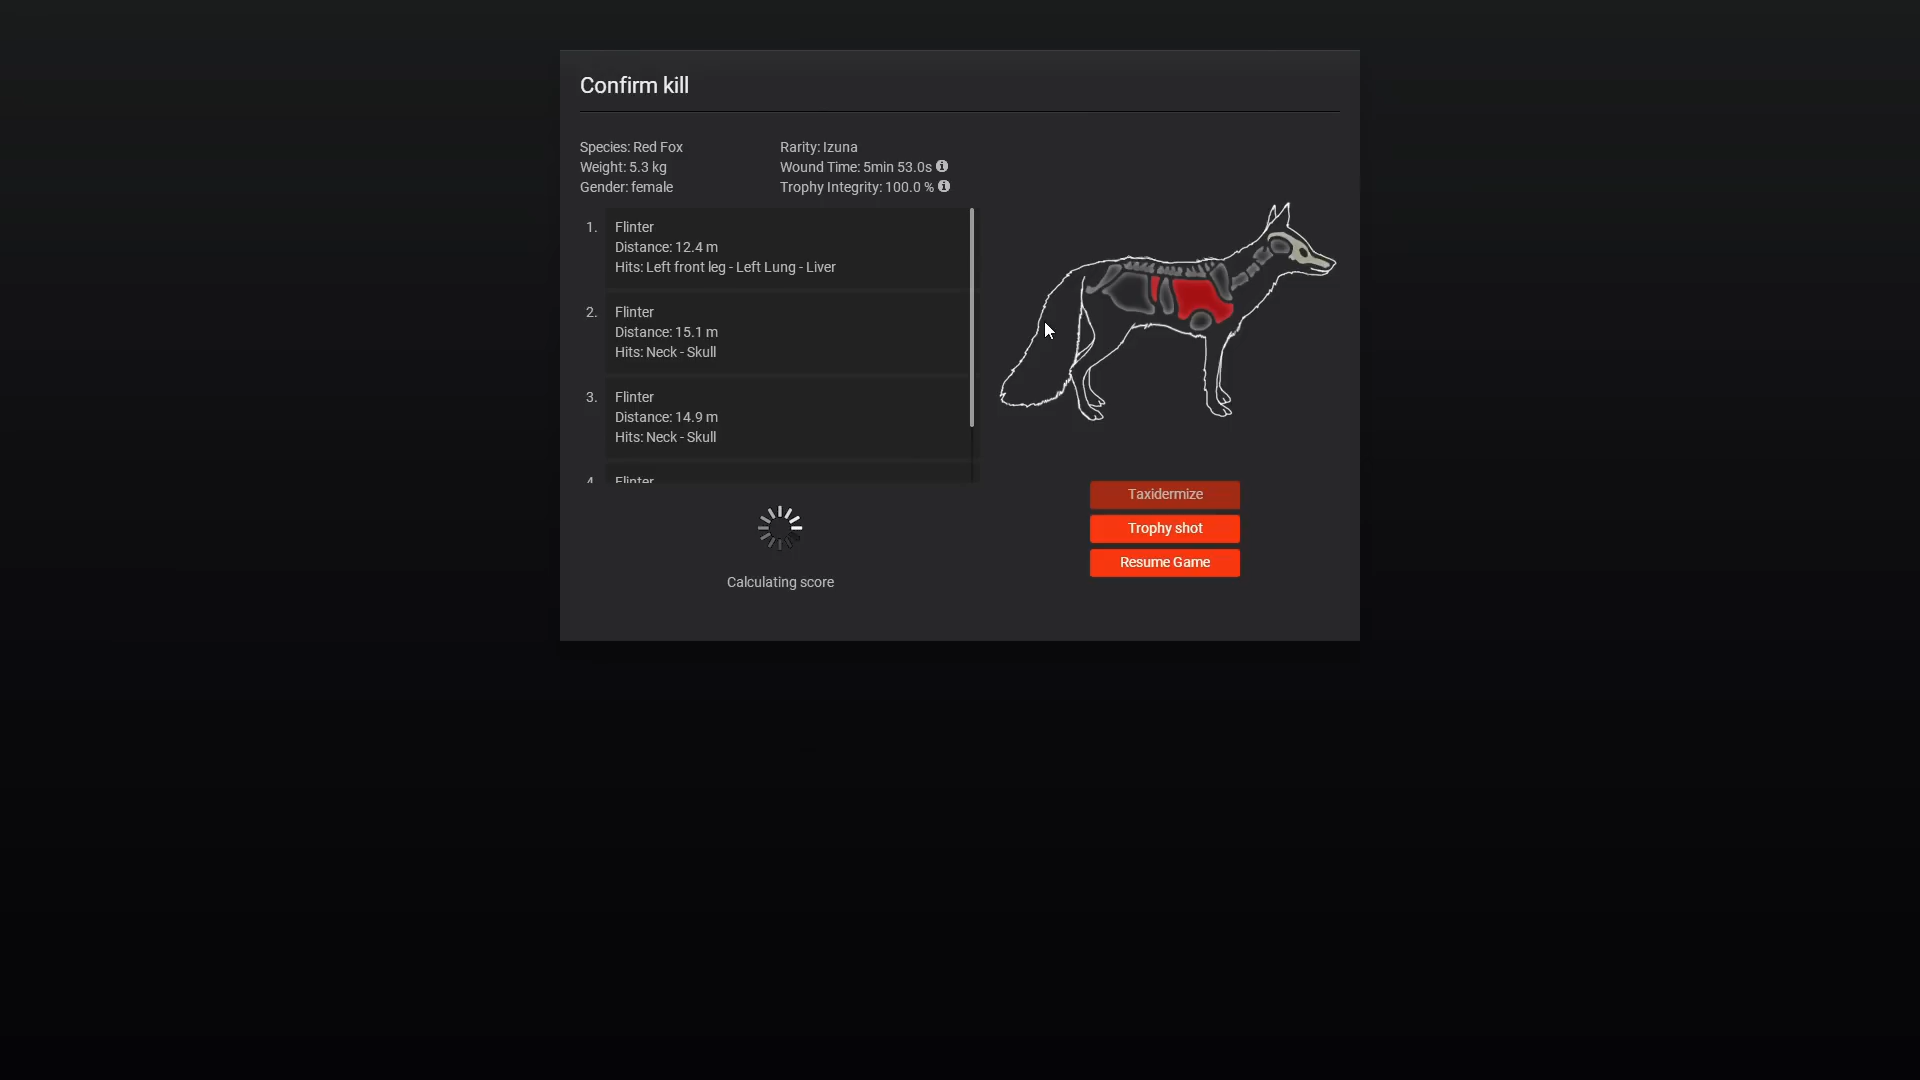 Confirm kill
Species: Red Fox
Weight: 5.3 kg
Gender: female
Rarity: Izuna
Wound Time: 5min 53.0s
Trophy Integrity: 100.0 %
1. Flinter
Distance: 12.4 m
Hits: Left front leg - Left Lung - Liver
2. Flinter
Distance: 15.1 m
Hits: Neck - Skull
3. Flinter
Distance: 14.9 m
Hits: Neck - Skull
4. Flinter
Calculating score
Taxidermize
Trophy shot
Resume Game